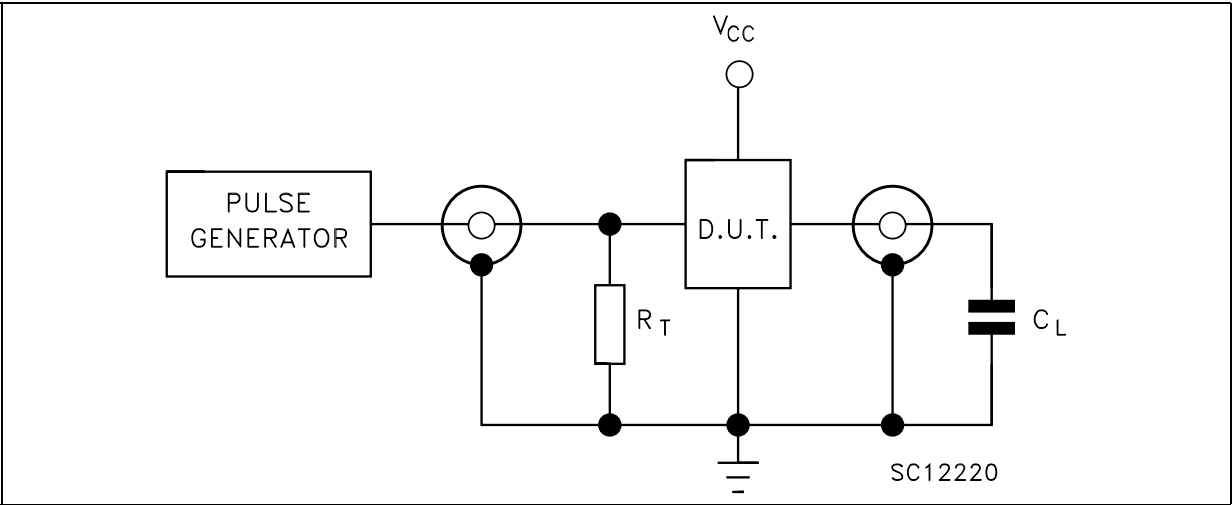 VCC
PULSE
GENERATOR
D.U.T.
RT
CL
SC12220